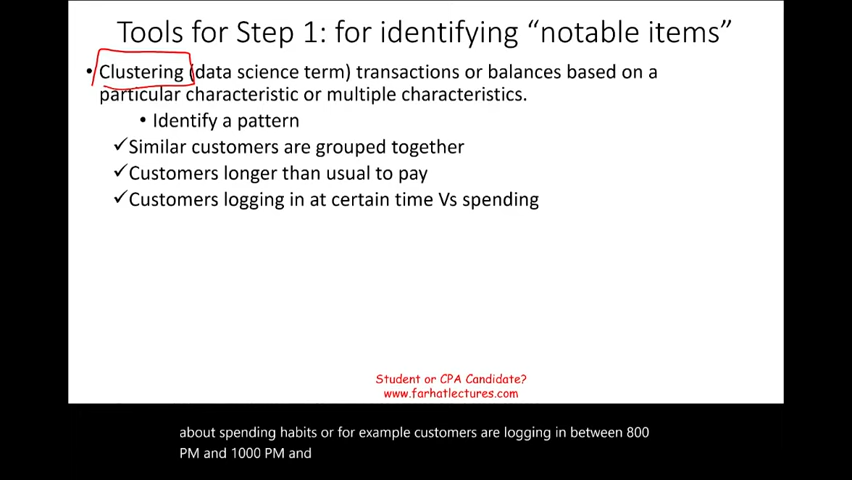 Tools for Step 1: for identifying “notable items”
• Clustering (data science term) transactions or balances based on a
particular characteristic or multiple characteristics.
• Identify a pattern
✓Similar customers are grouped together
✓Customers longer than usual to pay
✓Customers logging in at certain time Vs spending
Student or CPA Candidate?
www.farhatlectures.com
about spending habits or for example customers are logging in between 800
PM and 1000 PM and